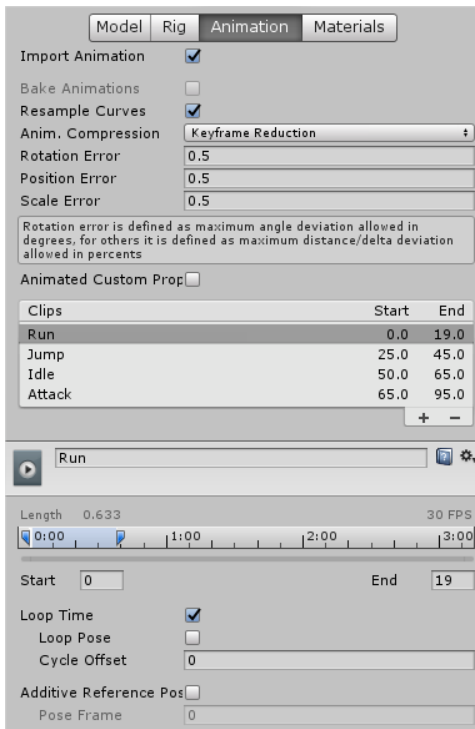 Model Rig Animation Materials
Import Animation
Bake Animations
Resample Curves
Anim. Compression Keyframe Reduction
Rotation Error 0.5
Position Error 0.5
Scale Error 0.5
Rotation error is defined as maximum angle deviation allowed in
degrees, for others it is defined as maximum distance/delta deviation
allowed in percents
Animated Custom Prop
Clips Start End
Run 0.0 19.0
Jump 25.0 45.0
Idle 50.0 65.0
Attack 65.0 95.0
+ −
Run
Length 0.633 30 FPS
0:00 1:00 2:00 3:00
Start 0 End 19
Loop Time
Loop Pose
Cycle Offset 0
Additive Reference Pos
Pose Frame 0